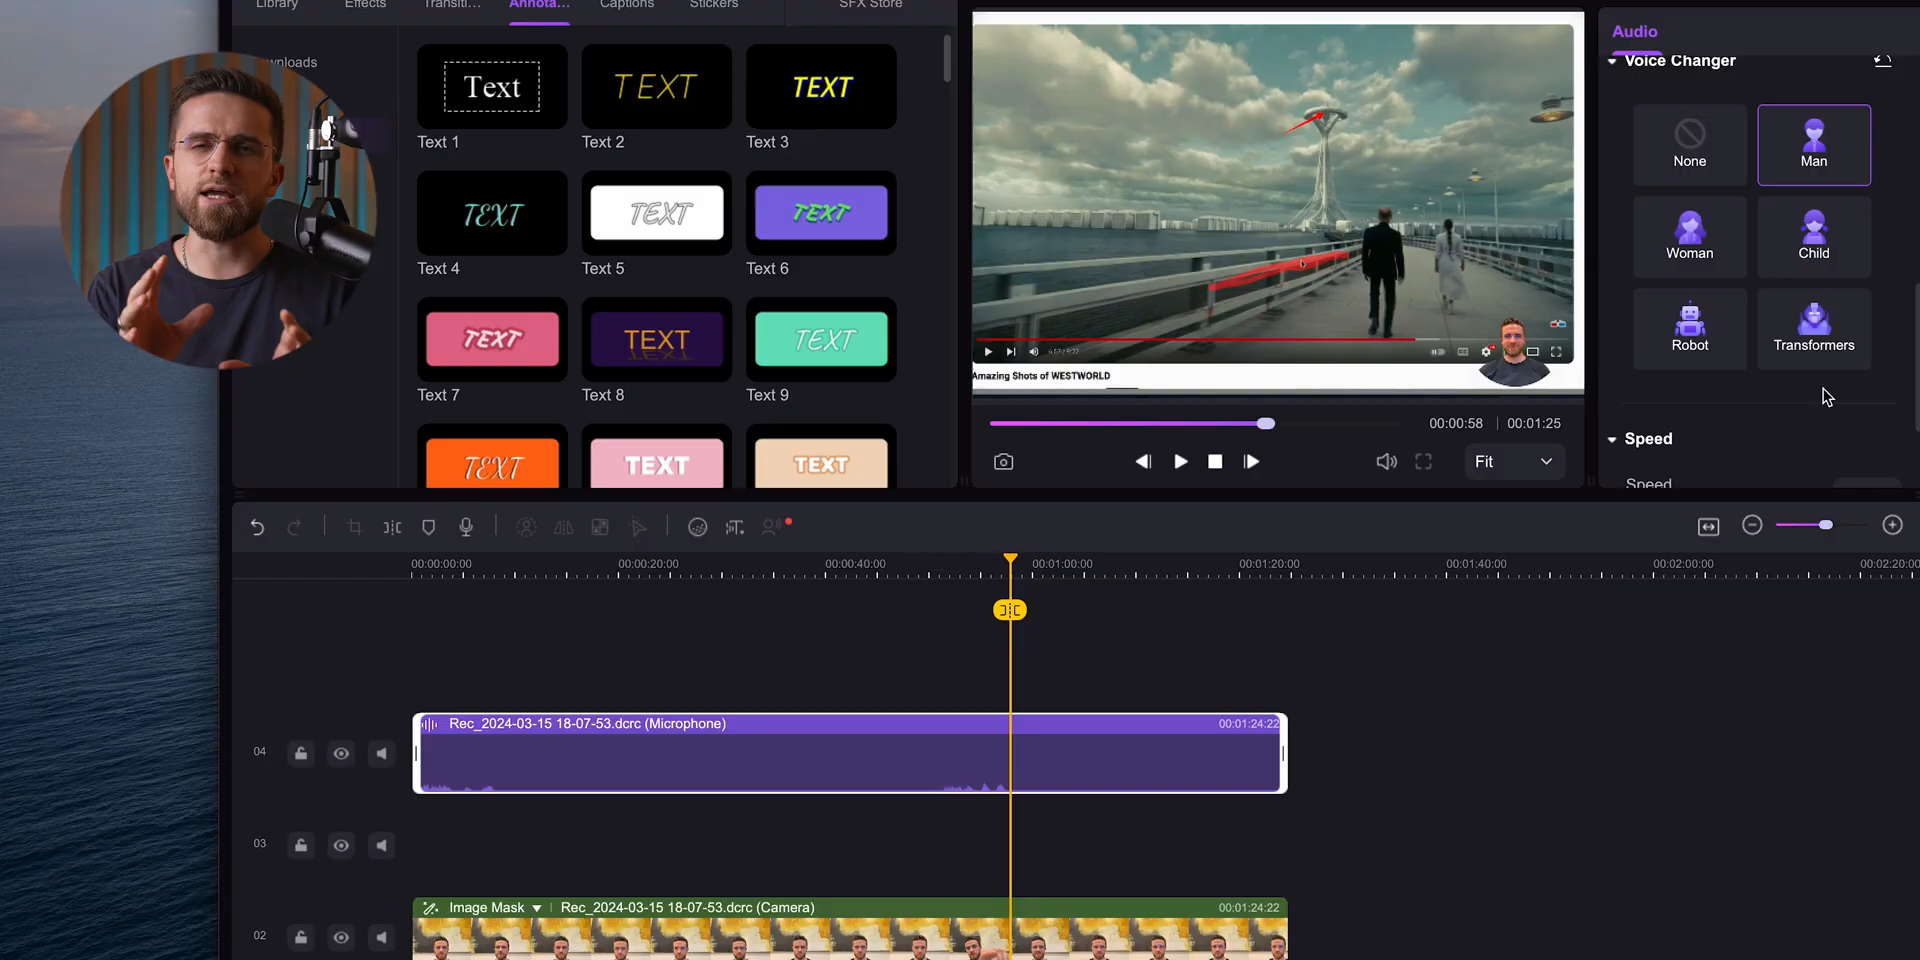 Library
Effects
Transiti...
Annota...
Captions
Stickers
SFX Store
wnloads
Text
TEXT
TEXT
Text 1
Text 2
Text 3
TEXT
TEXT
TEXT
Text 4
Text 5
Text 6
TEXT
TEXT
TEXT
Text 7
Text 8
Text 9
TEXT
TEXT
TEXT
Amazing Shots of WESTWORLD
00:00:58
00:01:25
Fit
Audio
Voice Changer
None
Man
Woman
Child
Robot
Transformers
Speed
Speed
00:00:00:00
00:00:20:00
00:00:40:00
00:01:00:00
00:01:20:00
00:01:40:00
00:02:00:00
00:02:20:00
04
Rec_2024-03-15 18-07-53.dcrc (Microphone)
00:01:24:22
03
02
Image Mask
Rec_2024-03-15 18-07-53.dcrc (Camera)
00:01:24:22